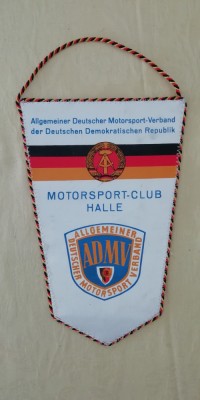 Allgemeiner Deutscher Motorsport-Verband
der Deutschen Demokratischen Republik
MOTORSPORT-CLUB
HALLE
ALLGEMEINER
ADMV
DEUTSCHER MOTORSPORT VERBAND